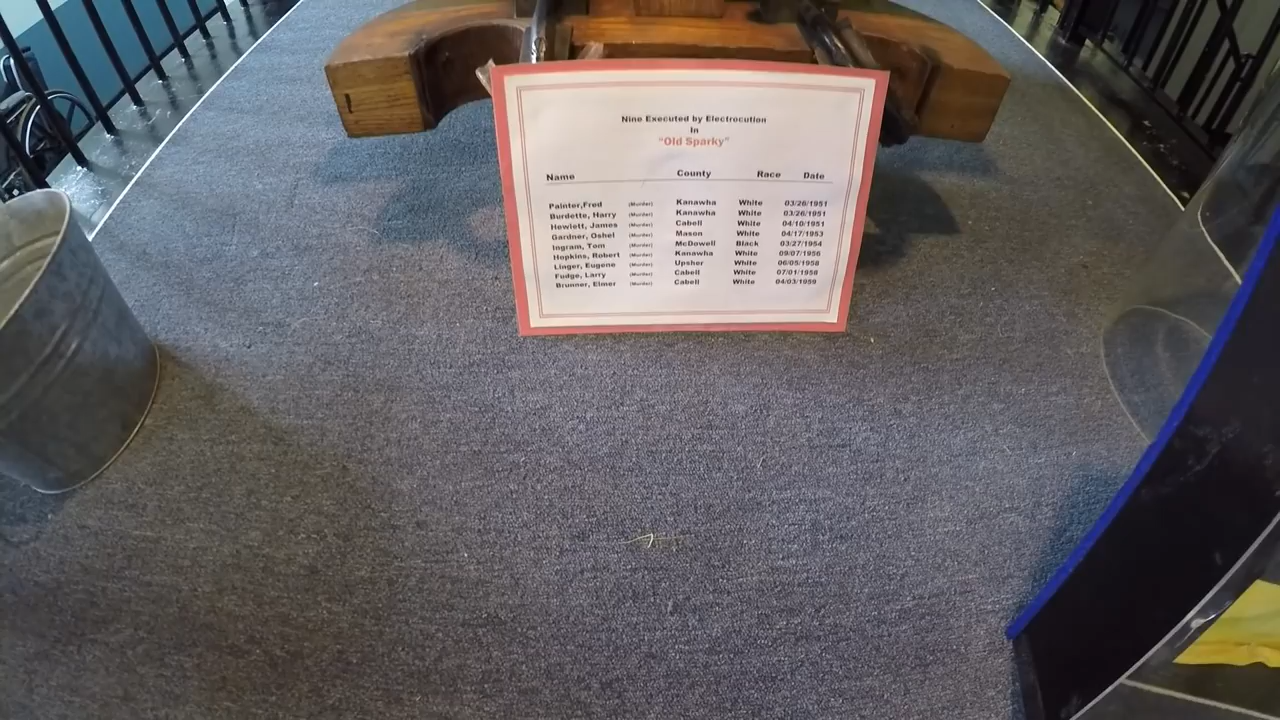 Nine Executed by Electrocution
In
"Old Sparky"
Name County Race Date
Painter,Fred (Murder) Kanawha White 03/26/1951
Burdette, Harry (Murder) Kanawha White 03/26/1951
Hewlett, James (Murder) Cabell White 04/10/1951
Gardner, Oshel (Murder) Mason White 04/17/1953
Ingram, Tom (Murder) McDowell Black 03/27/1954
Hopkins, Robert (Murder) Kanawha White 09/07/1956
Linger, Eugene (Murder) Upsher White 06/05/1958
Fudge, Larry (Murder) Cabell White 07/01/1958
Brunner, Elmer (Murder) Cabell White 04/03/1959